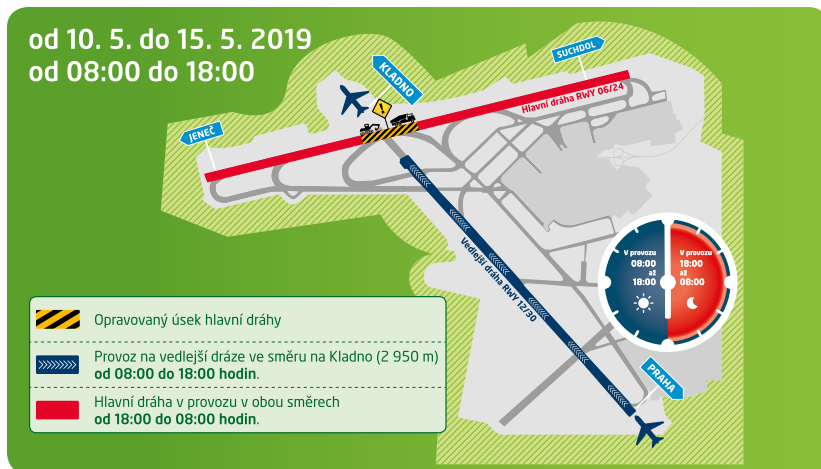 od 10. 5. do 15. 5. 2019
od 08:00 do 18:00
SUCHDOL
KLADNO
Hlavní dráha RWY 06/24
JENEČ
Vedlejší dráha RWY 12/30
V provozu
08:00
až
18:00
V provozu
18:00
až
08:00
PRAHA
Opravovaný úsek hlavní dráhy
Provoz na vedlejší dráze ve směru na Kladno (2 950 m)
od 08:00 do 18:00 hodin.
Hlavní dráha v provozu v obou směrech
od 18:00 do 08:00 hodin.